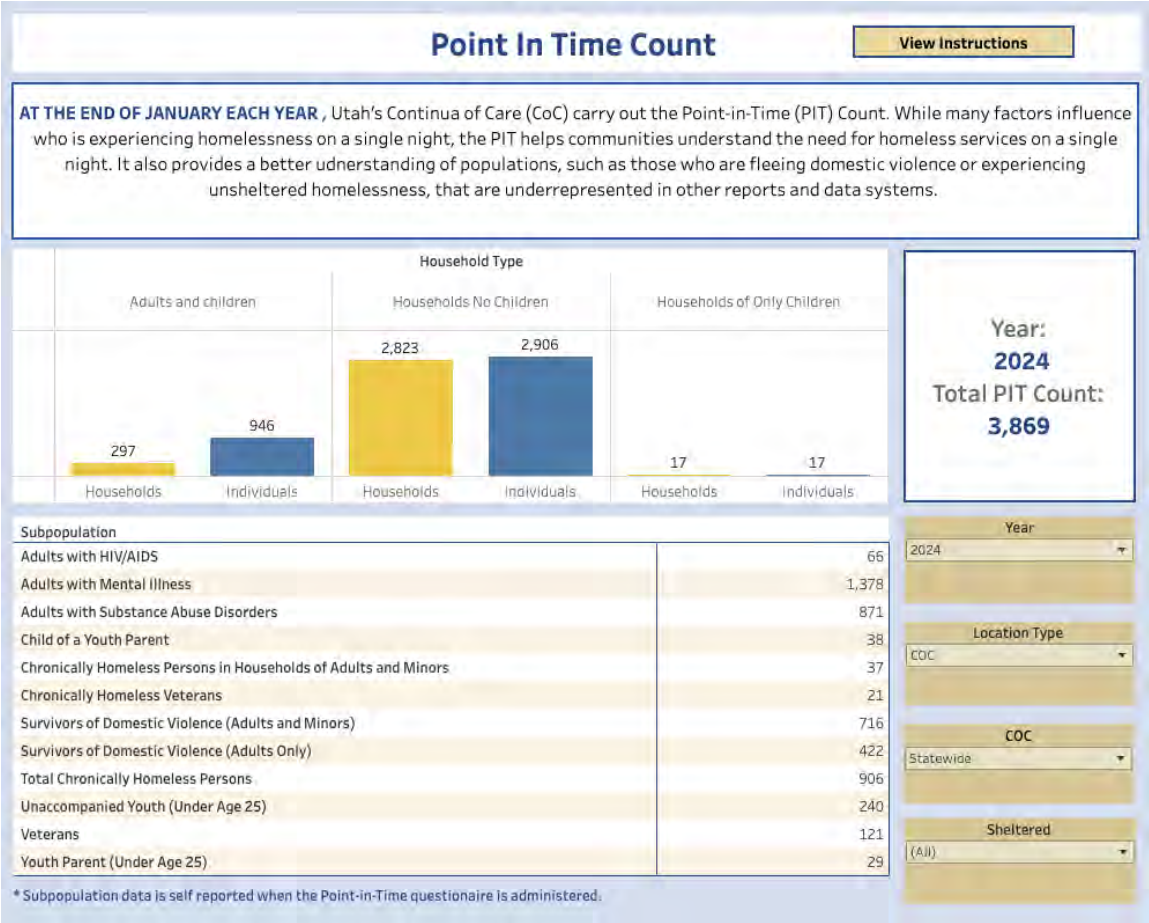 Point In Time Count
View Instructions
AT THE END OF JANUARY EACH YEAR , Utah's Continua of Care (CoC) carry out the Point-in-Time (PIT) Count. While many factors influence
who is experiencing homelessness on a single night, the PIT helps communities understand the need for homeless services on a single
night. It also provides a better udnerstanding of populations, such as those who are fleeing domestic violence or experiencing
unsheltered homelessness, that are underrepresented in other reports and data systems.
Household Type
Adults and children Households No Children Households of Only Children
297 946 2,823 2,906 17 17
Households Individuals Households Individuals Households Individuals
Year:
2024
Total PIT Count:
3,869
Subpopulation
Adults with HIV/AIDS 66
Adults with Mental Illness 1,378
Adults with Substance Abuse Disorders 871
Child of a Youth Parent 38
Chronically Homeless Persons in Households of Adults and Minors 37
Chronically Homeless Veterans 21
Survivors of Domestic Violence (Adults and Minors) 716
Survivors of Domestic Violence (Adults Only) 422
Total Chronically Homeless Persons 906
Unaccompanied Youth (Under Age 25) 240
Veterans 121
Youth Parent (Under Age 25) 29
* Subpopulation data is self reported when the Point-in-Time questionaire is administered.
Year
2024
Location Type
COC
COC
Statewide
Sheltered
(All)